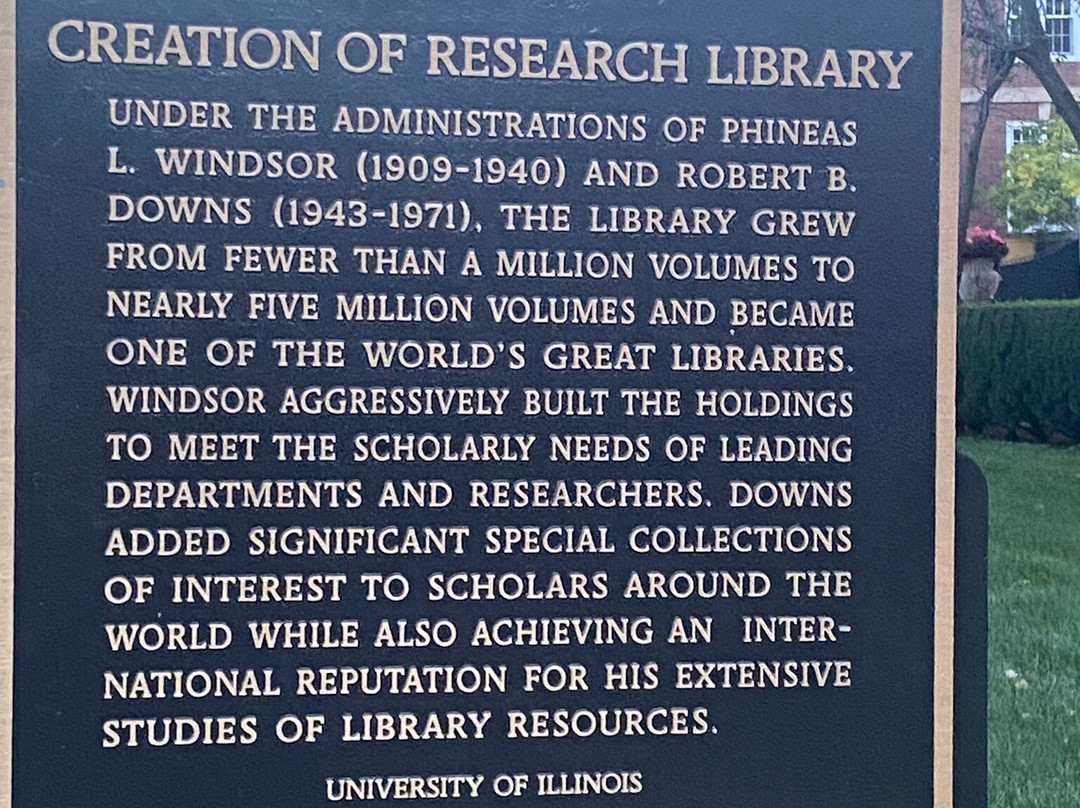 CREATION OF RESEARCH LIBRARY
UNDER THE ADMINISTRATIONS OF PHINEAS
L. WINDSOR (1909-1940) AND ROBERT B.
DOWNS (1943-1971), THE LIBRARY GREW
FROM FEWER THAN A MILLION VOLUMES TO
NEARLY FIVE MILLION VOLUMES AND BECAME
ONE OF THE WORLD'S GREAT LIBRARIES.
WINDSOR AGGRESSIVELY BUILT THE HOLDINGS
TO MEET THE SCHOLARLY NEEDS OF LEADING
DEPARTMENTS AND RESEARCHERS. DOWNS
ADDED SIGNIFICANT SPECIAL COLLECTIONS
OF INTEREST TO SCHOLARS AROUND THE
WORLD WHILE ALSO ACHIEVING AN INTER-
NATIONAL REPUTATION FOR HIS EXTENSIVE
STUDIES OF LIBRARY RESOURCES.
UNIVERSITY OF ILLINOIS